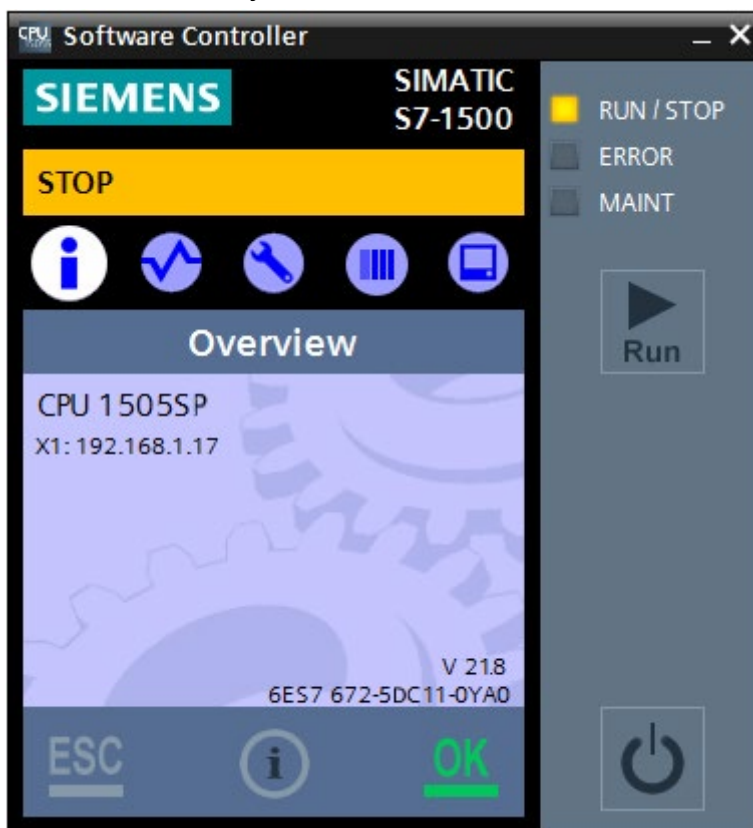 CPU Software Controller
SIEMENS
SIMATIC
S7-1500
STOP
RUN / STOP
ERROR
MAINT
Run
Overview
CPU 1505SP
X1: 192.168.1.17
V 21.8
6ES7 672-5DC11-0YA0
ESC
i
OK